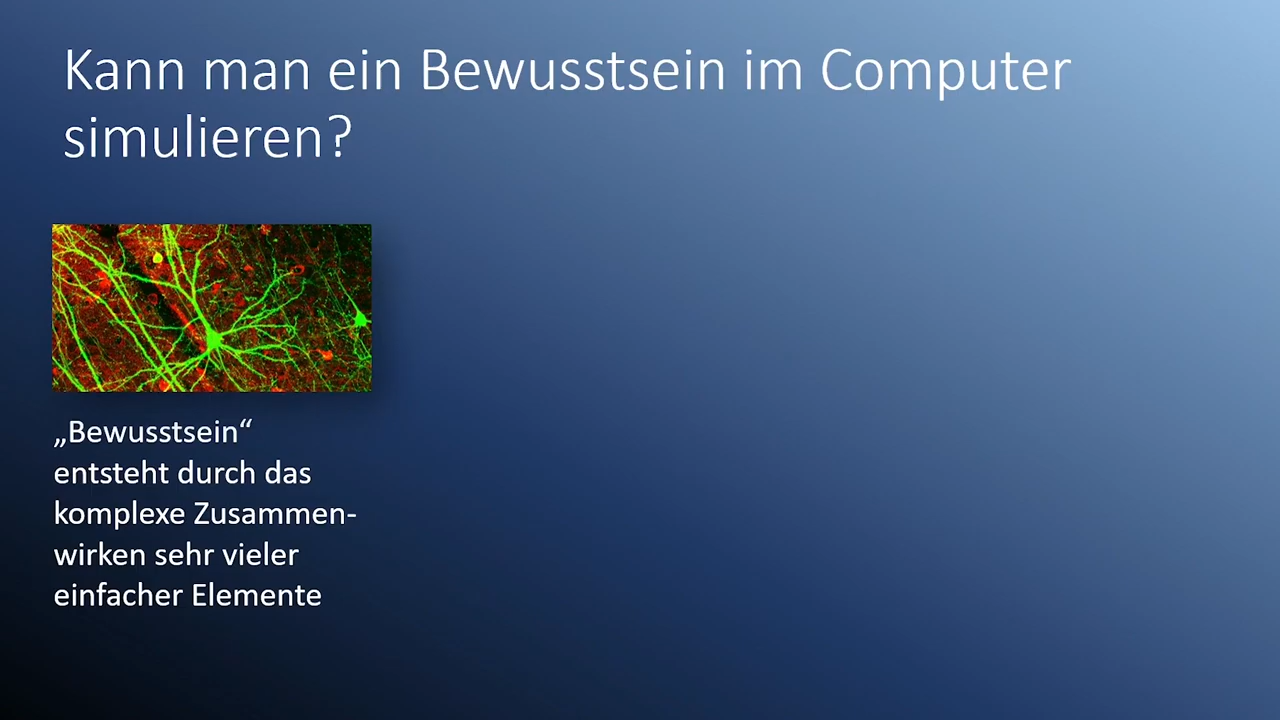 Kann man ein Bewusstsein im Computer
simulieren?
„Bewusstsein“
entsteht durch das
komplexe Zusammen-
wirken sehr vieler
einfacher Elemente